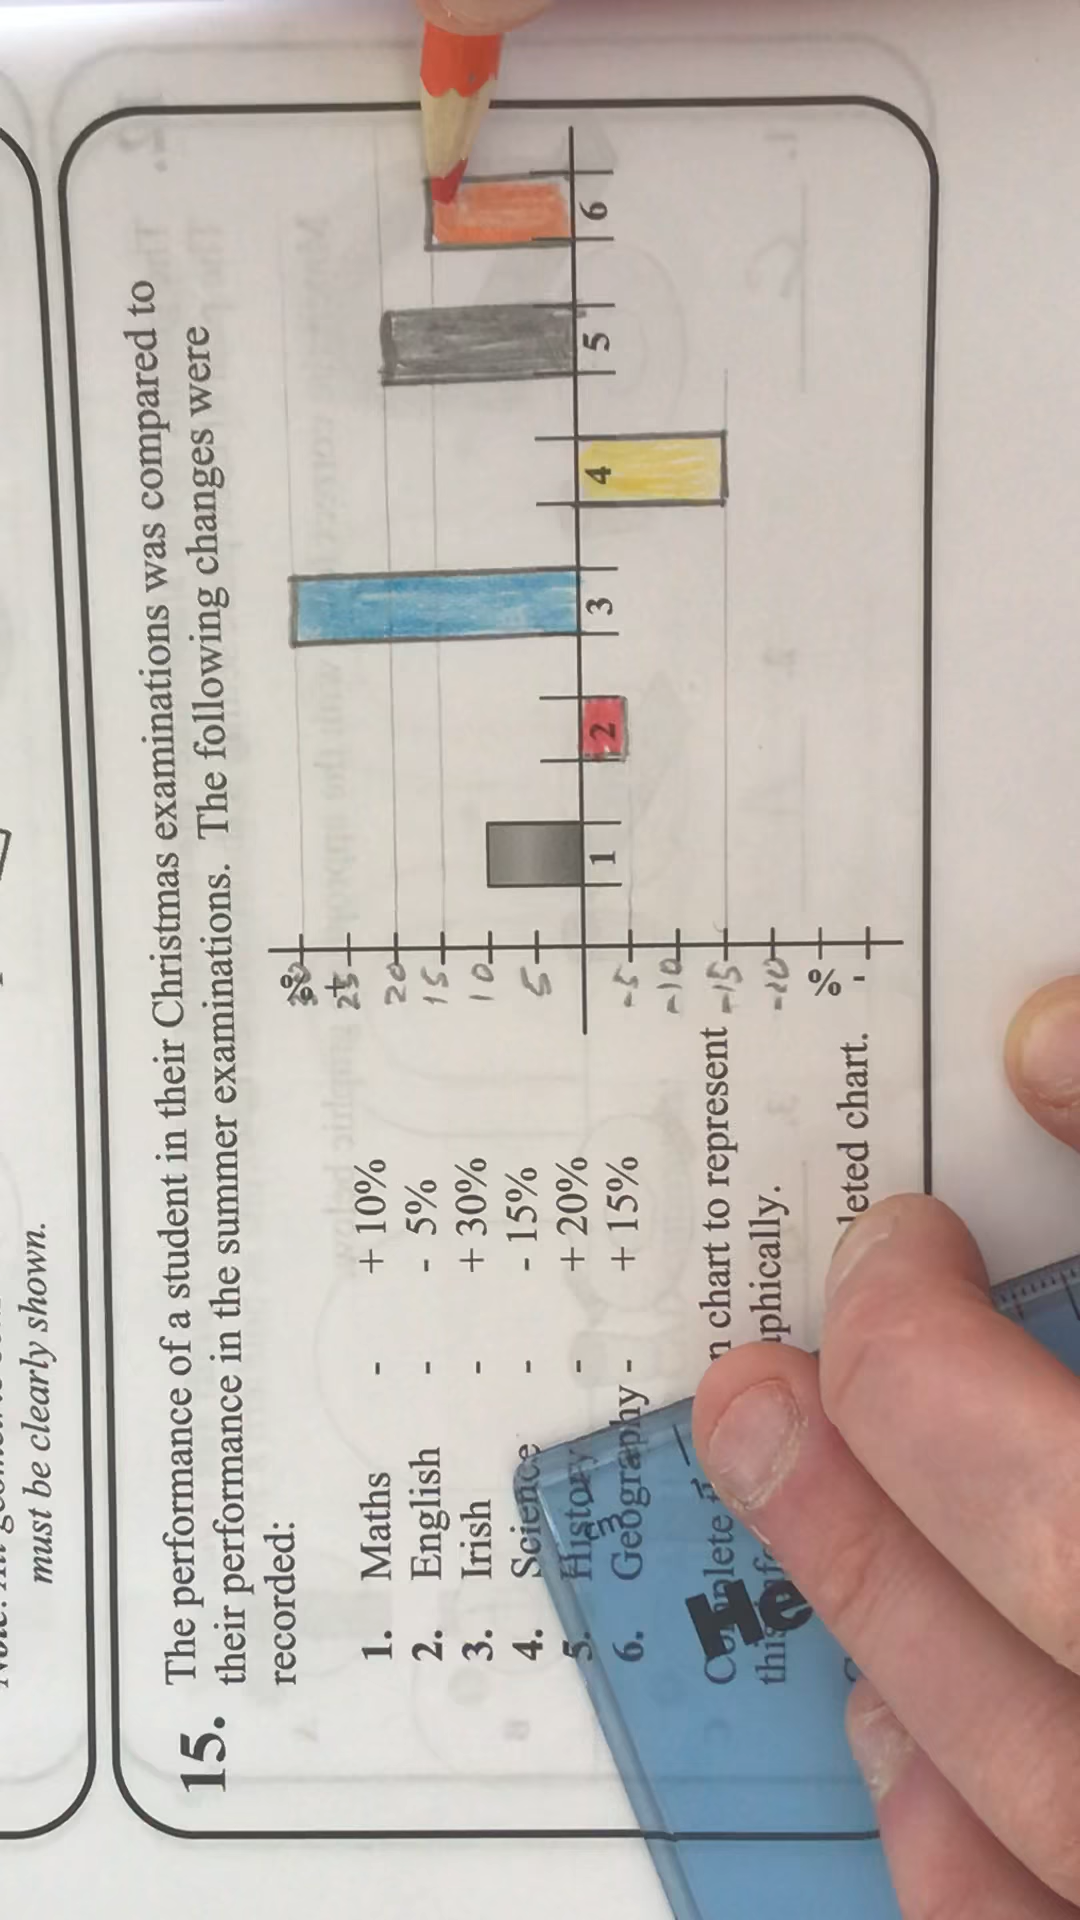 must be clearly shown.
15. The performance of a student in their Christmas examinations was compared to
their performance in the summer examinations. The following changes were
recorded:
1. Maths - + 10%
2. English - - 5%
3. Irish - + 30%
4. Science - - 15%
5. History - + 20%
6. Geography - + 15%
chart to represent
leted chart.
%
+
25
20
15
10
5
-5
-10
-15
-20
%
-
1 2 3 4 5 6